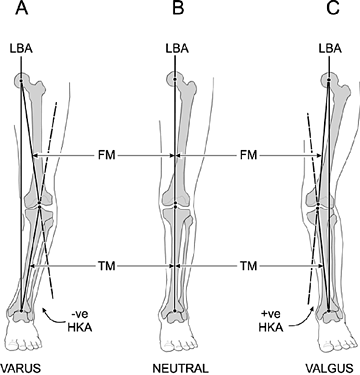 A B C
LBA LBA LBA
FM FM
TM TM
-ve +ve
HKA HKA
VARUS NEUTRAL VALGUS